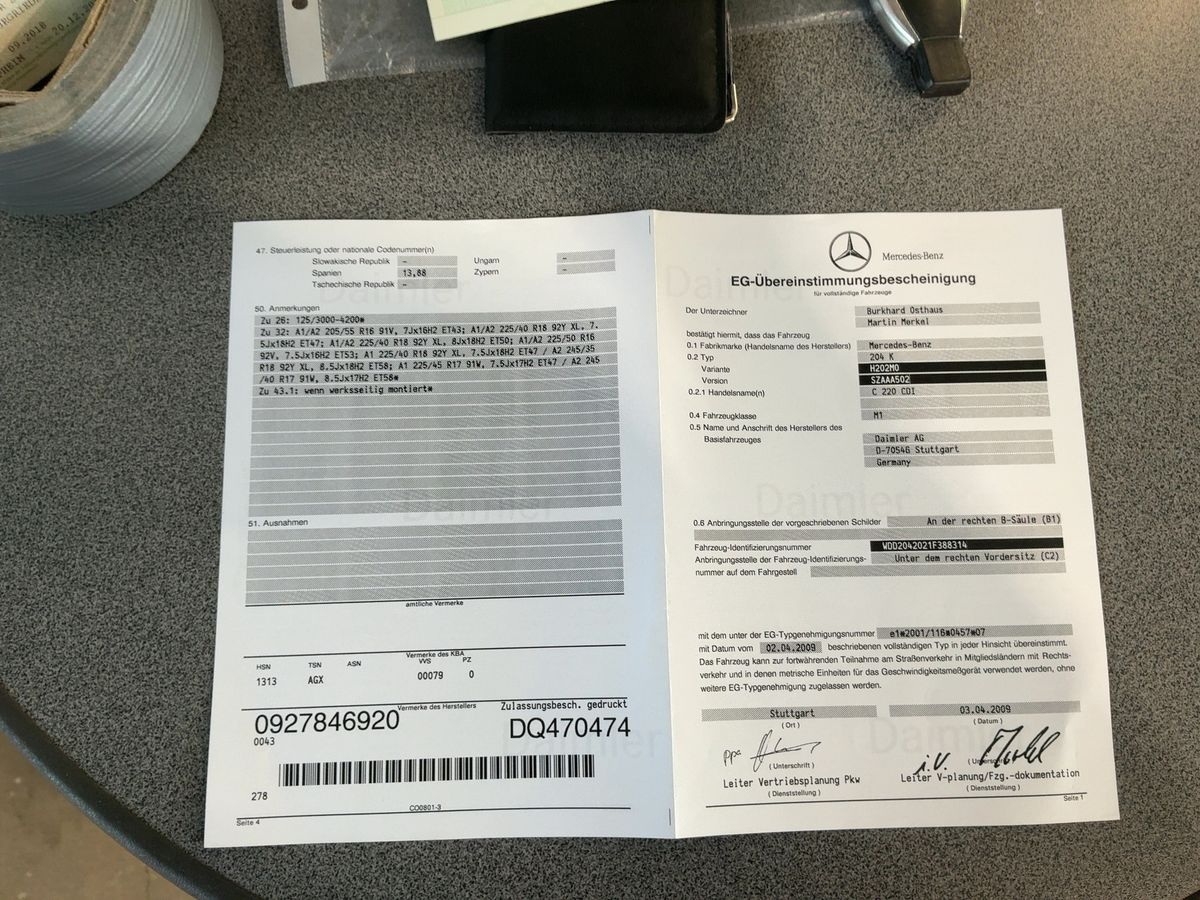 09.2018
20.12.20
47. Steuerleistung oder nationale Codenummer(n)
Slowakische Republik - Ungarn -
Spanien 13,88 Zypern -
Tschechische Republik -
50. Anmerkungen
Zu 26: 125/3000-4200*
Zu 32: A1/A2 205/55 R16 91V, 7Jx16H2 ET43; A1/A2 225/40 R18 92Y XL, 7.
5Jx18H2 ET47; A1/A2 225/40 R18 92Y XL, 8Jx18H2 ET50; A1/A2 225/50 R16
92V, 7.5Jx16H2 ET53; A1 225/40 R18 92Y XL, 7.5Jx18H2 ET47 / A2 245/35
R18 92Y XL, 8.5Jx18H2 ET58; A1 225/45 R17 91W, 7.5Jx17H2 ET47 / A2 245
/40 R17 91W, 8.5Jx17H2 ET58*
Zu 43.1: wenn werksseitig montiert*
51. Ausnahmen
amtliche Vermerke
Vermerke des KBA
HSN TSN ASN VVS PZ
1313 AGX 00079 0
Vermerke des Herstellers
Zulassungsbesch. gedruckt
0927846920 DQ470474
0043
278
CO0801-3
Seite 4
Mercedes-Benz
EG-Übereinstimmungsbescheinigung
für vollständige Fahrzeuge
Der Unterzeichner Burkhard Osthaus
Martin Merkel
bestätigt hiermit, dass das Fahrzeug
0.1 Fabrikmarke (Handelsname des Herstellers) Mercedes-Benz
0.2 Typ 204 K
Variante H202M0
Version SZAAA502
0.2.1 Handelsname(n) C 220 CDI
0.4 Fahrzeugklasse M1
0.5 Name und Anschrift des Herstellers des
Basisfahrzeuges Daimler AG
D-70546 Stuttgart
Germany
Daimler
0.6 Anbringungsstelle der vorgeschriebenen Schilder An der rechten B-Säule (B1)
Fahrzeug-Identifizierungsnummer WDD2042021F388314
Anbringungsstelle der Fahrzeug-Identifizierungs- Unter dem rechten Vordersitz (C2)
nummer auf dem Fahrgestell
mit dem unter der EG-Typgenehmigungsnummer e1*2001/116*0457*07
mit Datum vom 02.04.2009 beschriebenen vollständigen Typ in jeder Hinsicht übereinstimmt.
Das Fahrzeug kann zur fortwährenden Teilnahme am Straßenverkehr in Mitgliedsländern mit Rechts-
verkehr und in denen metrische Einheiten für das Geschwindigkeitsmeßgerät verwendet werden, ohne
weitere EG-Typgenehmigung zugelassen werden.
Stuttgart 03.04.2009
(Ort) (Datum)
ppa
i.V.
(Unterschrift)
Leiter Vertriebsplanung Pkw Leiter V-planung/Fzg.-dokumentation
(Dienststellung) (Dienststellung)
Seite 1